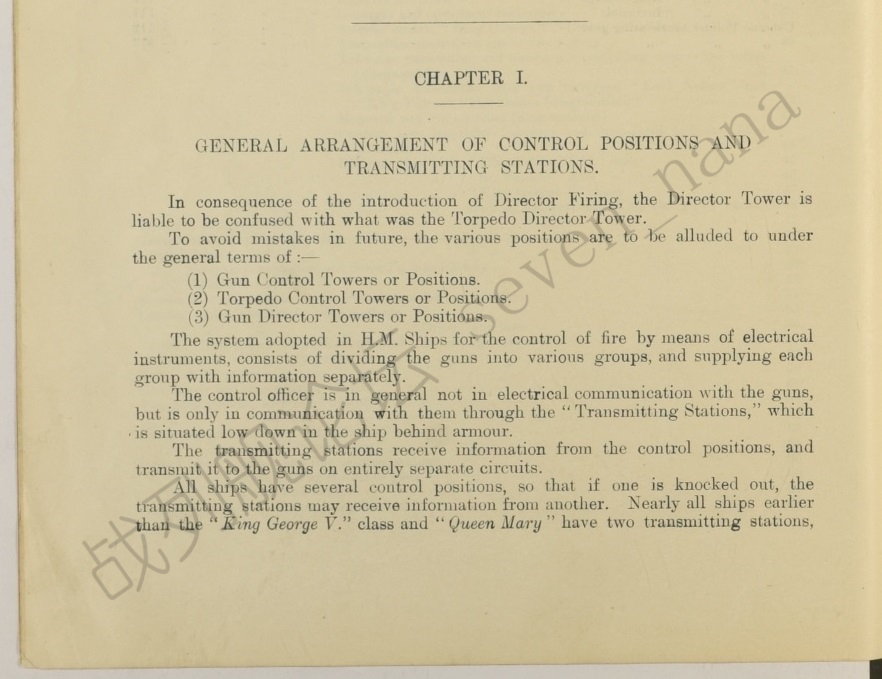 CHAPTER I.
GENERAL ARRANGEMENT OF CONTROL POSITIONS AND
TRANSMITTING STATIONS.
In consequence of the introduction of Director Firing, the Director Tower is
liable to be confused with what was the Torpedo Director Tower.
To avoid mistakes in future, the various positions are to be alluded to under
the general terms of :—
(1) Gun Control Towers or Positions.
(2) Torpedo Control Towers or Positions.
(3) Gun Director Towers or Positions.
The system adopted in H.M. Ships for the control of fire by means of electrical
instruments, consists of dividing the guns into various groups, and supplying each
group with information separately.
The control officer is in general not in electrical communication with the guns,
but is only in communication with them through the "Transmitting Stations," which
is situated low down in the ship behind armour.
The transmitting stations receive information from the control positions, and
transmit it to the guns on entirely separate circuits.
All ships have several control positions, so that if one is knocked out, the
transmitting stations may receive information from another. Nearly all ships earlier
than the "King George V." class and "Queen Mary" have two transmitting stations,
战列舰论坛 seven_nana